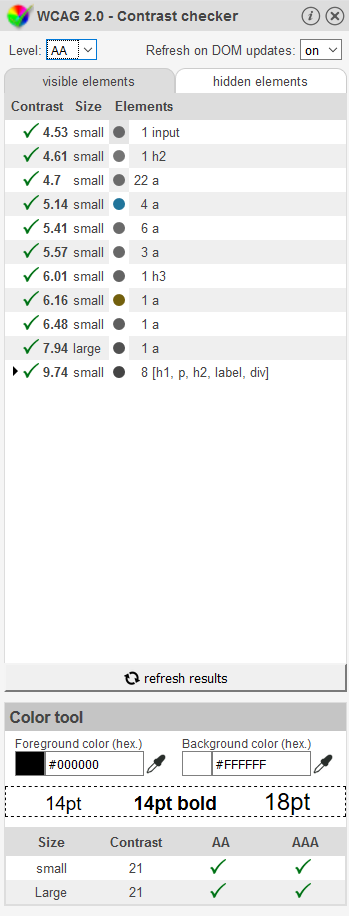 WCAG 2.0 - Contrast checker
Level: AA Refresh on DOM updates: on
visible elements hidden elements
Contrast Size Elements
4.53 small 1 input
4.61 small 1 h2
4.7 small 22 a
5.14 small 4 a
5.41 small 6 a
5.57 small 3 a
6.01 small 1 h3
6.16 small 1 a
6.48 small 1 a
7.94 large 1 a
9.74 small 8 [h1, p, h2, label, div]
refresh results
Color tool
Foreground color (hex.) Background color (hex.)
#000000 #FFFFFF
14pt 14pt bold 18pt
Size Contrast AA AAA
small 21
Large 21